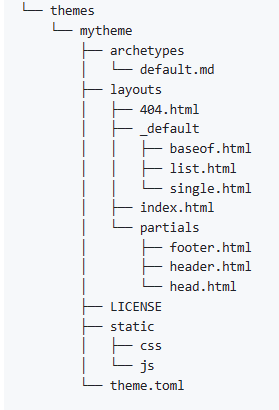 └── themes
    └── mytheme
        ├── archetypes
        │   └── default.md
        ├── layouts
        │   ├── 404.html
        │   ├── _default
        │   │   ├── baseof.html
        │   │   ├── list.html
        │   │   └── single.html
        │   ├── index.html
        │   └── partials
        │       ├── footer.html
        │       ├── header.html
        │       └── head.html
        ├── LICENSE
        ├── static
        │   ├── css
        │   └── js
        └── theme.toml